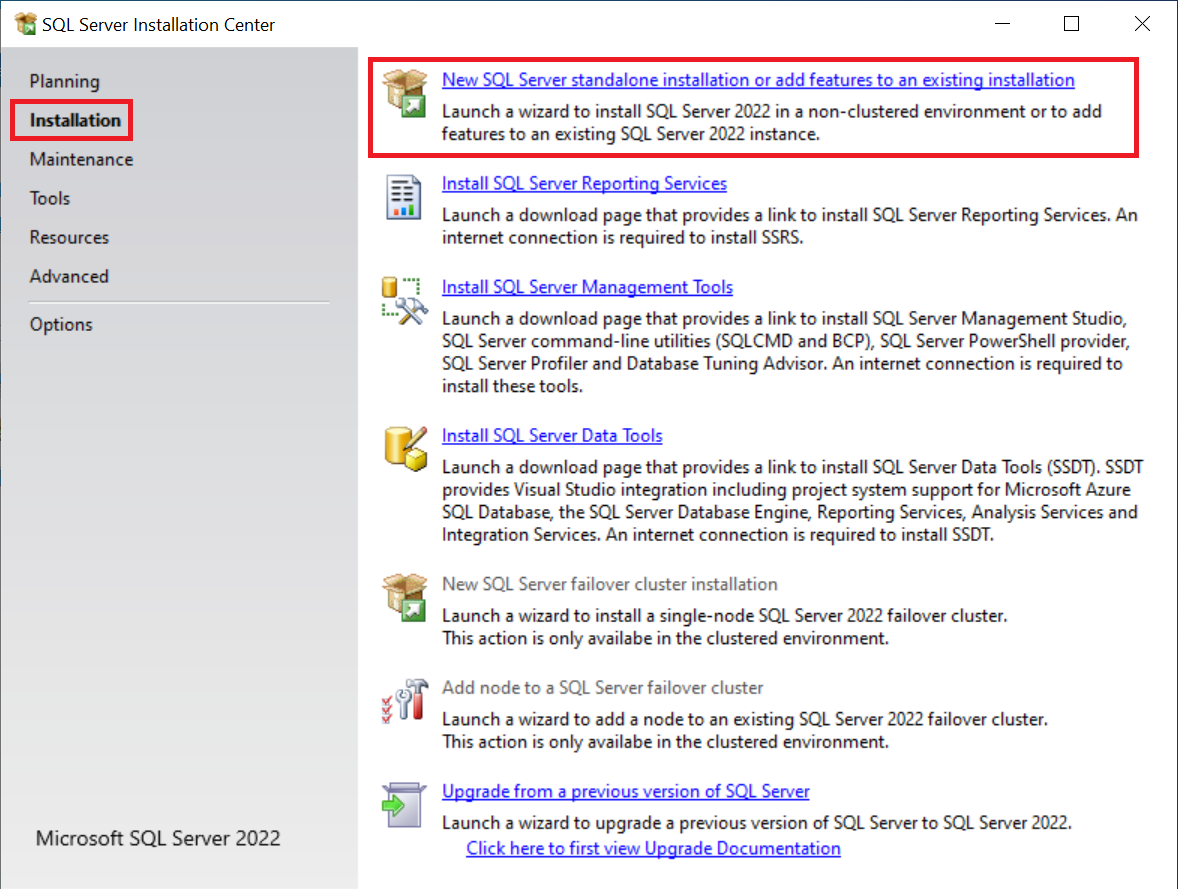 SQL Server Installation Center
Planning
Installation
Maintenance
Tools
Resources
Advanced
Options
Microsoft SQL Server 2022
New SQL Server standalone installation or add features to an existing installation
Launch a wizard to install SQL Server 2022 in a non-clustered environment or to add
features to an existing SQL Server 2022 instance.
Install SQL Server Reporting Services
Launch a download page that provides a link to install SQL Server Reporting Services. An
internet connection is required to install SSRS.
Install SQL Server Management Tools
Launch a download page that provides a link to install SQL Server Management Studio,
SQL Server command-line utilities (SQLCMD and BCP), SQL Server PowerShell provider,
SQL Server Profiler and Database Tuning Advisor. An internet connection is required to
install these tools.
Install SQL Server Data Tools
Launch a download page that provides a link to install SQL Server Data Tools (SSDT). SSDT
provides Visual Studio integration including project system support for Microsoft Azure
SQL Database, the SQL Server Database Engine, Reporting Services, Analysis Services and
Integration Services. An internet connection is required to install SSDT.
New SQL Server failover cluster installation
Launch a wizard to install a single-node SQL Server 2022 failover cluster.
This action is only availabe in the clustered environment.
Add node to a SQL Server failover cluster
Launch a wizard to add a node to an existing SQL Server 2022 failover cluster.
This action is only availabe in the clustered environment.
Upgrade from a previous version of SQL Server
Launch a wizard to upgrade a previous version of SQL Server to SQL Server 2022.
Click here to first view Upgrade Documentation